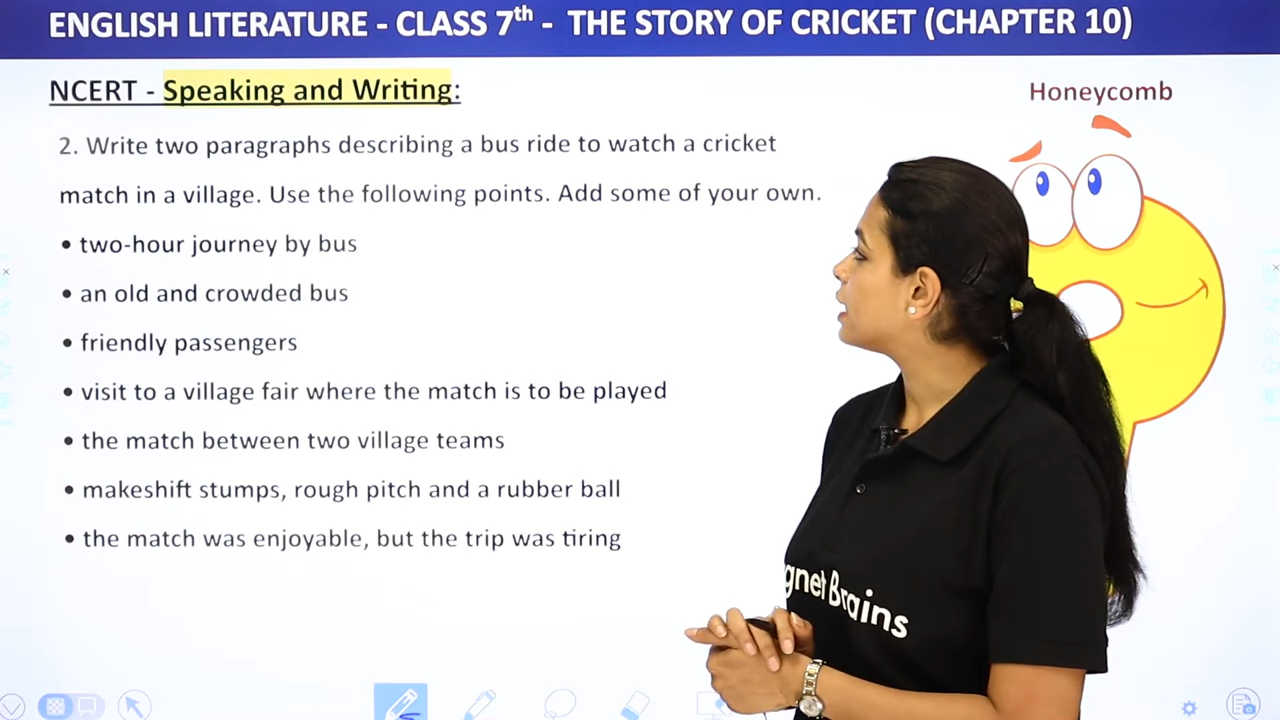 ENGLISH LITERATURE - CLASS 7th - THE STORY OF CRICKET (CHAPTER 10)
NCERT - Speaking and Writing:
Honeycomb
2. Write two paragraphs describing a bus ride to watch a cricket
match in a village. Use the following points. Add some of your own.
• two-hour journey by bus
• an old and crowded bus
• friendly passengers
• visit to a village fair where the match is to be played
• the match between two village teams
• makeshift stumps, rough pitch and a rubber ball
• the match was enjoyable, but the trip was tiring
gnet Brains